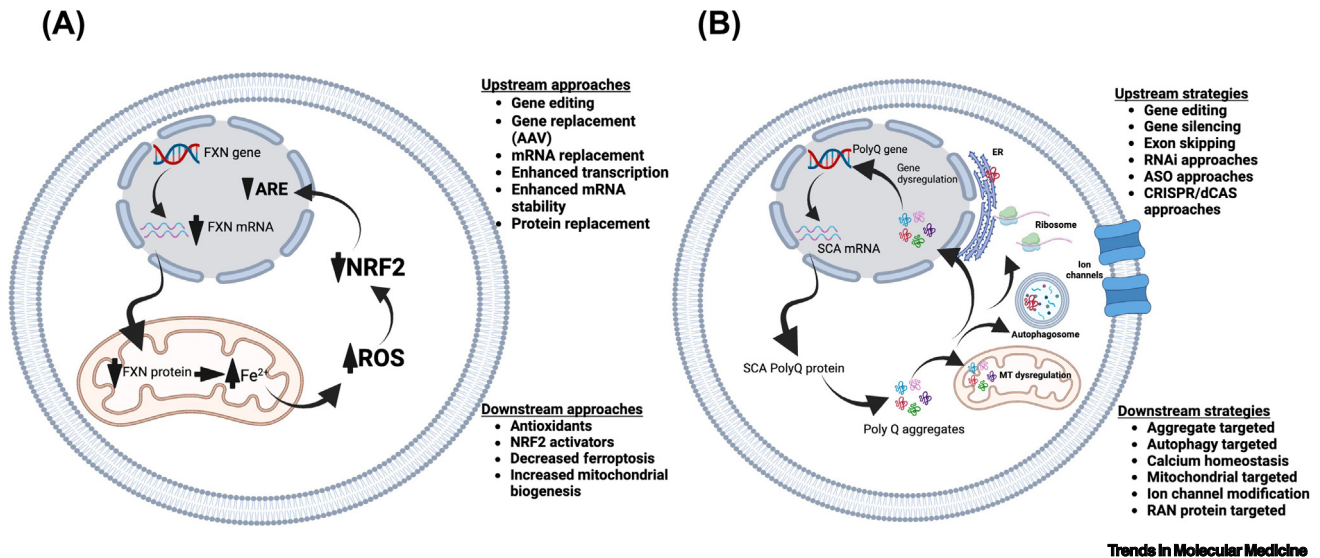 (A)
FXN gene
ARE
FXN mRNA
NRF2
ROS
FXN protein
Fe2+
Upstream approaches
• Gene editing
• Gene replacement
(AAV)
• mRNA replacement
• Enhanced transcription
• Enhanced mRNA
stability
• Protein replacement
Downstream approaches
• Antioxidants
• NRF2 activators
• Decreased ferroptosis
• Increased mitochondrial
biogenesis
(B)
PolyQ gene
Gene
dysregulation
SCA mRNA
ER
Ribosome
Ion
channels
Autophagosome
MT dysregulation
SCA PolyQ protein
Poly Q aggregates
Upstream strategies
• Gene editing
• Gene silencing
• Exon skipping
• RNAi approaches
• ASO approaches
• CRISPR/dCAS
approaches
Downstream strategies
• Aggregate targeted
• Autophagy targeted
• Calcium homeostasis
• Mitochondrial targeted
• Ion channel modification
• RAN protein targeted
Trends in Molecular Medicine